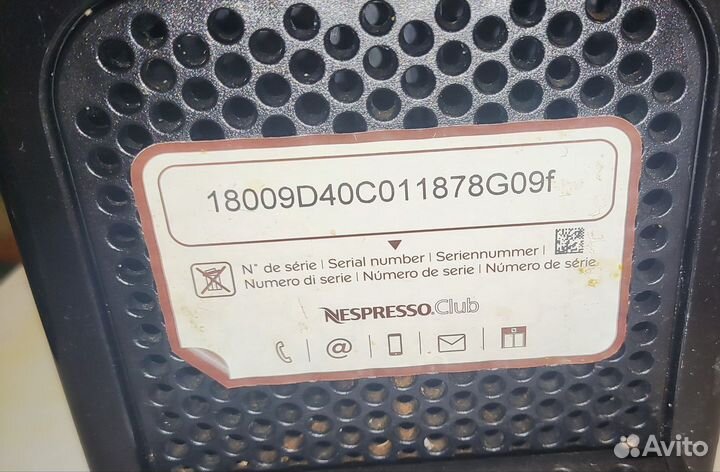 18009D40C011878G09f
N° de série | Serial number | Seriennummer |
Numero di serie | Número de serie | Número de série
NESPRESSO.Club
@
Avito